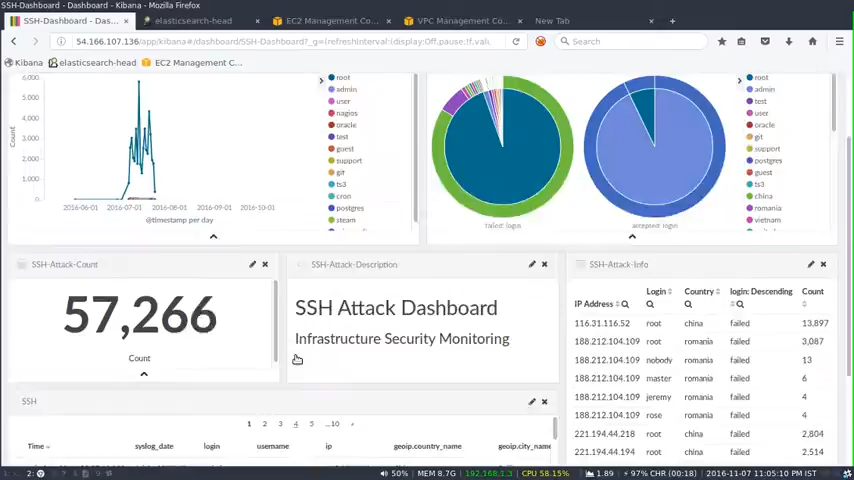 SSH-Dashboard - Das... - Kibana - Mozilla Firefox
SSH-Dashboard - Das...
elasticsearch-head
EC2 Management Co...
VPC Management Co...
New Tab
54.166.107.136/app/kibana#/dashboard/SSH-Dashboard?_g=(refreshInterval:(display:Off,pause:!f,valu
Search
Kibana
elasticsearch-head
EC2 Management C...
6,000
5,000
4,000
3,000
2,000
1,000
0
Count
2016-06-01
2016-07-01
2016-08-01
2016-09-01
2016-10-01
@timestamp per day
root
admin
user
nagios
oracle
test
guest
support
git
ts3
cron
postgres
steam
failed: login
accepted: login
root
admin
test
user
oracle
git
support
postgres
guest
ts3
china
romania
vietnam
SSH-Attack-Count
57,266
Count
SSH-Attack-Description
SSH Attack Dashboard
Infrastructure Security Monitoring
SSH-Attack-Info
IP Address Login Country login: Descending Count
116.31.116.52 root china failed 13,897
188.212.104.109 root romania failed 3,087
188.212.104.109 nobody romania failed 13
188.212.104.109 master romania failed 6
188.212.104.109 jeremy romania failed 4
188.212.104.109 rose romania failed 4
221.194.44.218 root china failed 2,804
221.194.44.194 root china failed 2,514
SSH
1 2 3 4 5 ...10
Time syslog_date login username ip geoip.country_name geoip.city_name
2:
50% MEM 8.7G 192.168.1.3 CPU 58.15% 1.89 97% CHR (00:18) 2016-11-07 11:05:10 PM IST